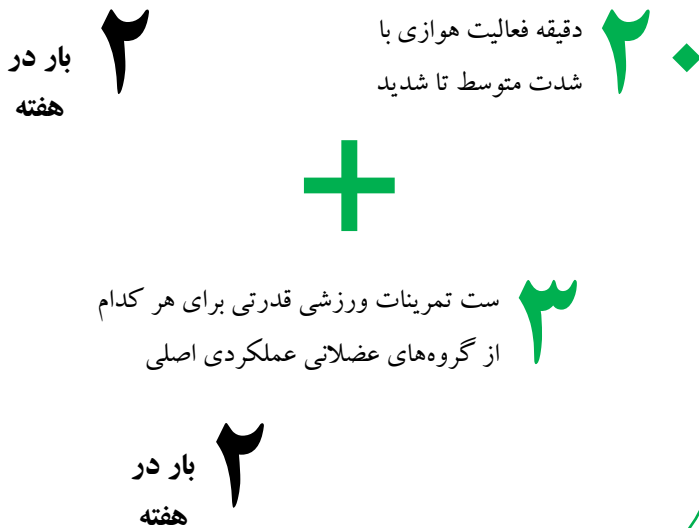 ۲۰ دقیقه فعالیت هوازی با
شدت متوسط تا شدید
۲ بار در
هفته
+
۳ ست تمرینات ورزشی قدرتی برای هر کدام
از گروه‌های عضلانی عملکردی اصلی
۲ بار در
هفته